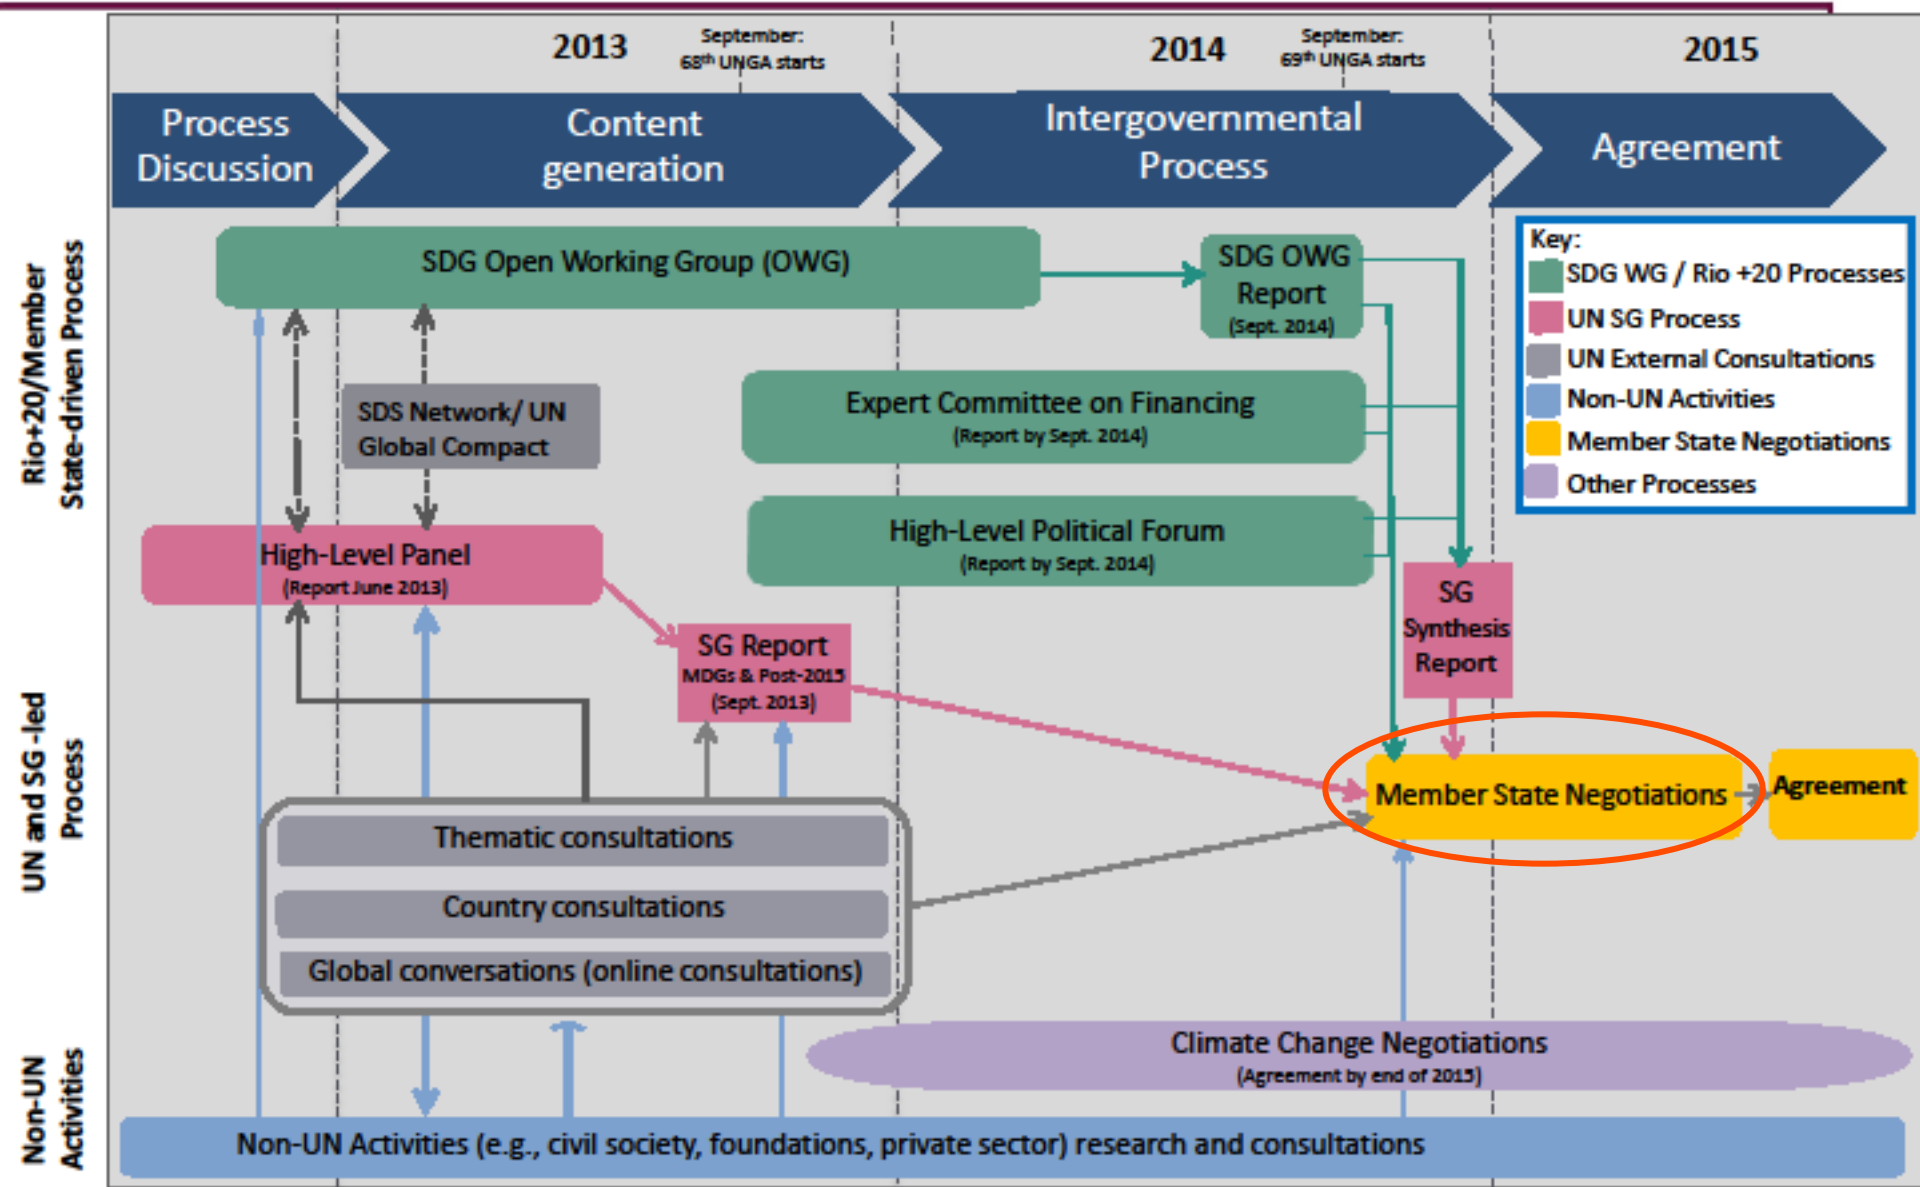 2013
September:
68th UNGA starts
2014
September:
69th UNGA starts
2015
Process
Discussion
Content
generation
Intergovernmental
Process
Agreement
Rio+20/Member
State-driven Process
SDG Open Working Group (OWG)
SDG OWG
Report
(Sept. 2014)
Key:
SDG WG / Rio +20 Processes
UN SG Process
UN External Consultations
Non-UN Activities
Member State Negotiations
Other Processes
SDS Network/ UN
Global Compact
Expert Committee on Financing
(Report by Sept. 2014)
High-Level Political Forum
(Report by Sept. 2014)
High-Level Panel
(Report June 2013)
SG
Synthesis
Report
UN and SG -led
Process
SG Report
MDGs & Post-2015
(Sept. 2013)
Member State Negotiations
Agreement
Thematic consultations
Country consultations
Global conversations (online consultations)
Non-UN
Activities
Climate Change Negotiations
(Agreement by end of 2015)
Non-UN Activities (e.g., civil society, foundations, private sector) research and consultations